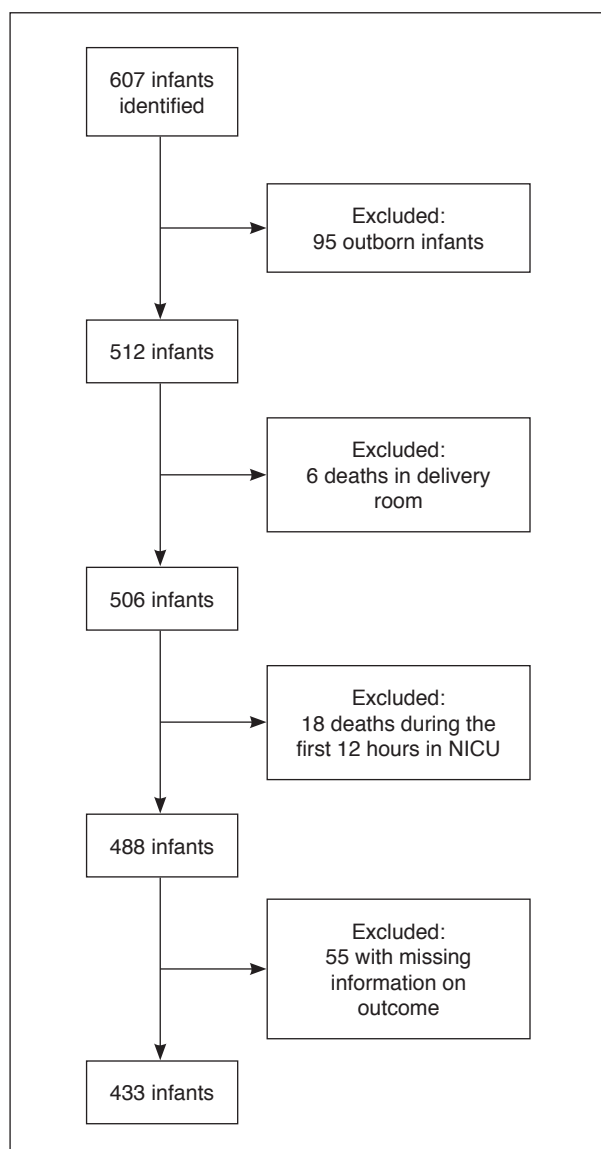 607 infants
identified
Excluded:
95 outborn infants
512 infants
Excluded:
6 deaths in delivery
room
506 infants
Excluded:
18 deaths during the
first 12 hours in NICU
488 infants
Excluded:
55 with missing
information on
outcome
433 infants